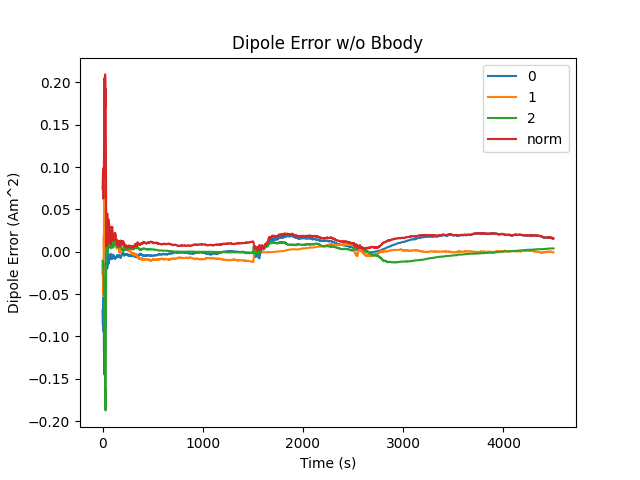 Dipole Error w/o Bbody
Dipole Error (Am^2)
0.20
0.15
0.10
0.05
0.00
−0.05
−0.10
−0.15
−0.20
0
1
2
norm
0 1000 2000 3000 4000
Time (s)